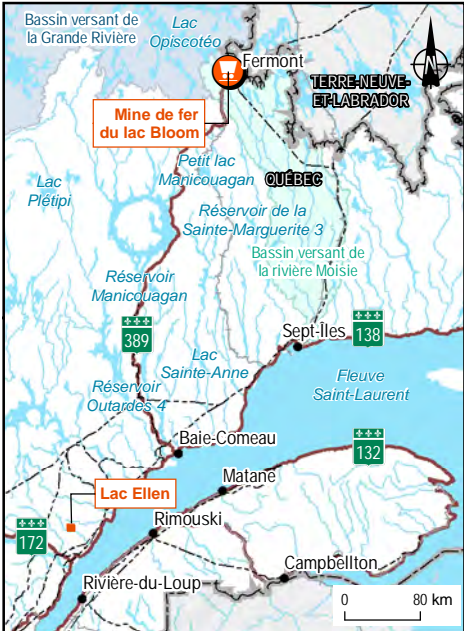 Bassin versant de
la Grande Rivière
Lac
Opiscotéo
Fermont
N
TERRE-NEUVE-
ET-LABRADOR
Mine de fer
du lac Bloom
Petit lac
Manicouagan
QUÉBEC
Lac
Plétipi
Réservoir de la
Sainte-Marguerite 3
Bassin versant de
la rivière Moisie
Réservoir
Manicouagan
389
Sept-Îles
138
Lac
Sainte-Anne
Fleuve
Saint-Laurent
Réservoir
Outardes 4
Baie-Comeau
132
Matane
Lac Ellen
172
Rimouski
Campbellton
Rivière-du-Loup
0 80 km